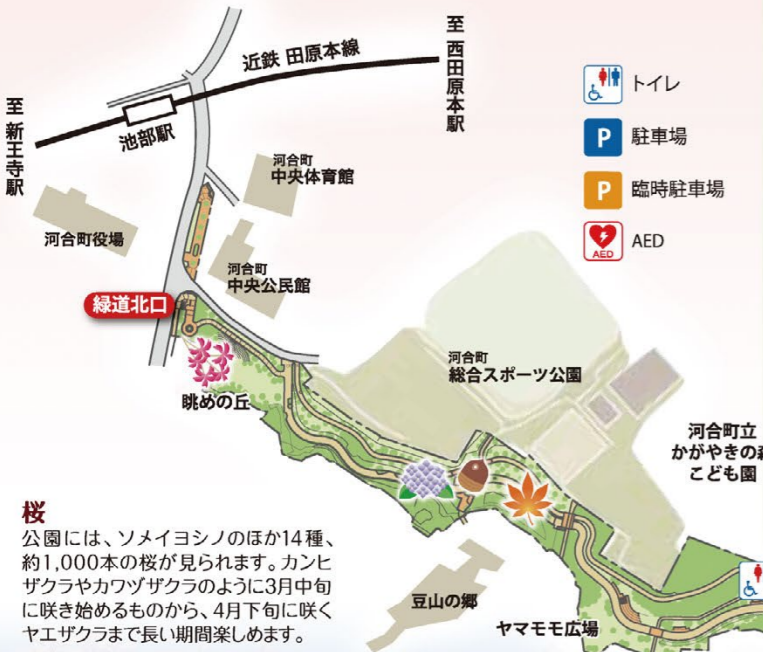 至 西田原本駅
近鉄 田原本線
至 新王寺駅
池部駅
トイレ
P 駐車場
P 臨時駐車場
AED AED
河合町
中央体育館
河合町役場
河合町
中央公民館
緑道北口
眺めの丘
河合町
総合スポーツ公園
河合町立
かがやきの森
こども園
桜
公園には、ソメイヨシノのほか14種、
約1,000本の桜が見られます。カンヒ
ザクラやカワヅザクラのように3月中旬
に咲き始めるものから、4月下旬に咲く
ヤエザクラまで長い期間楽しめます。
豆山の郷
ヤマモモ広場